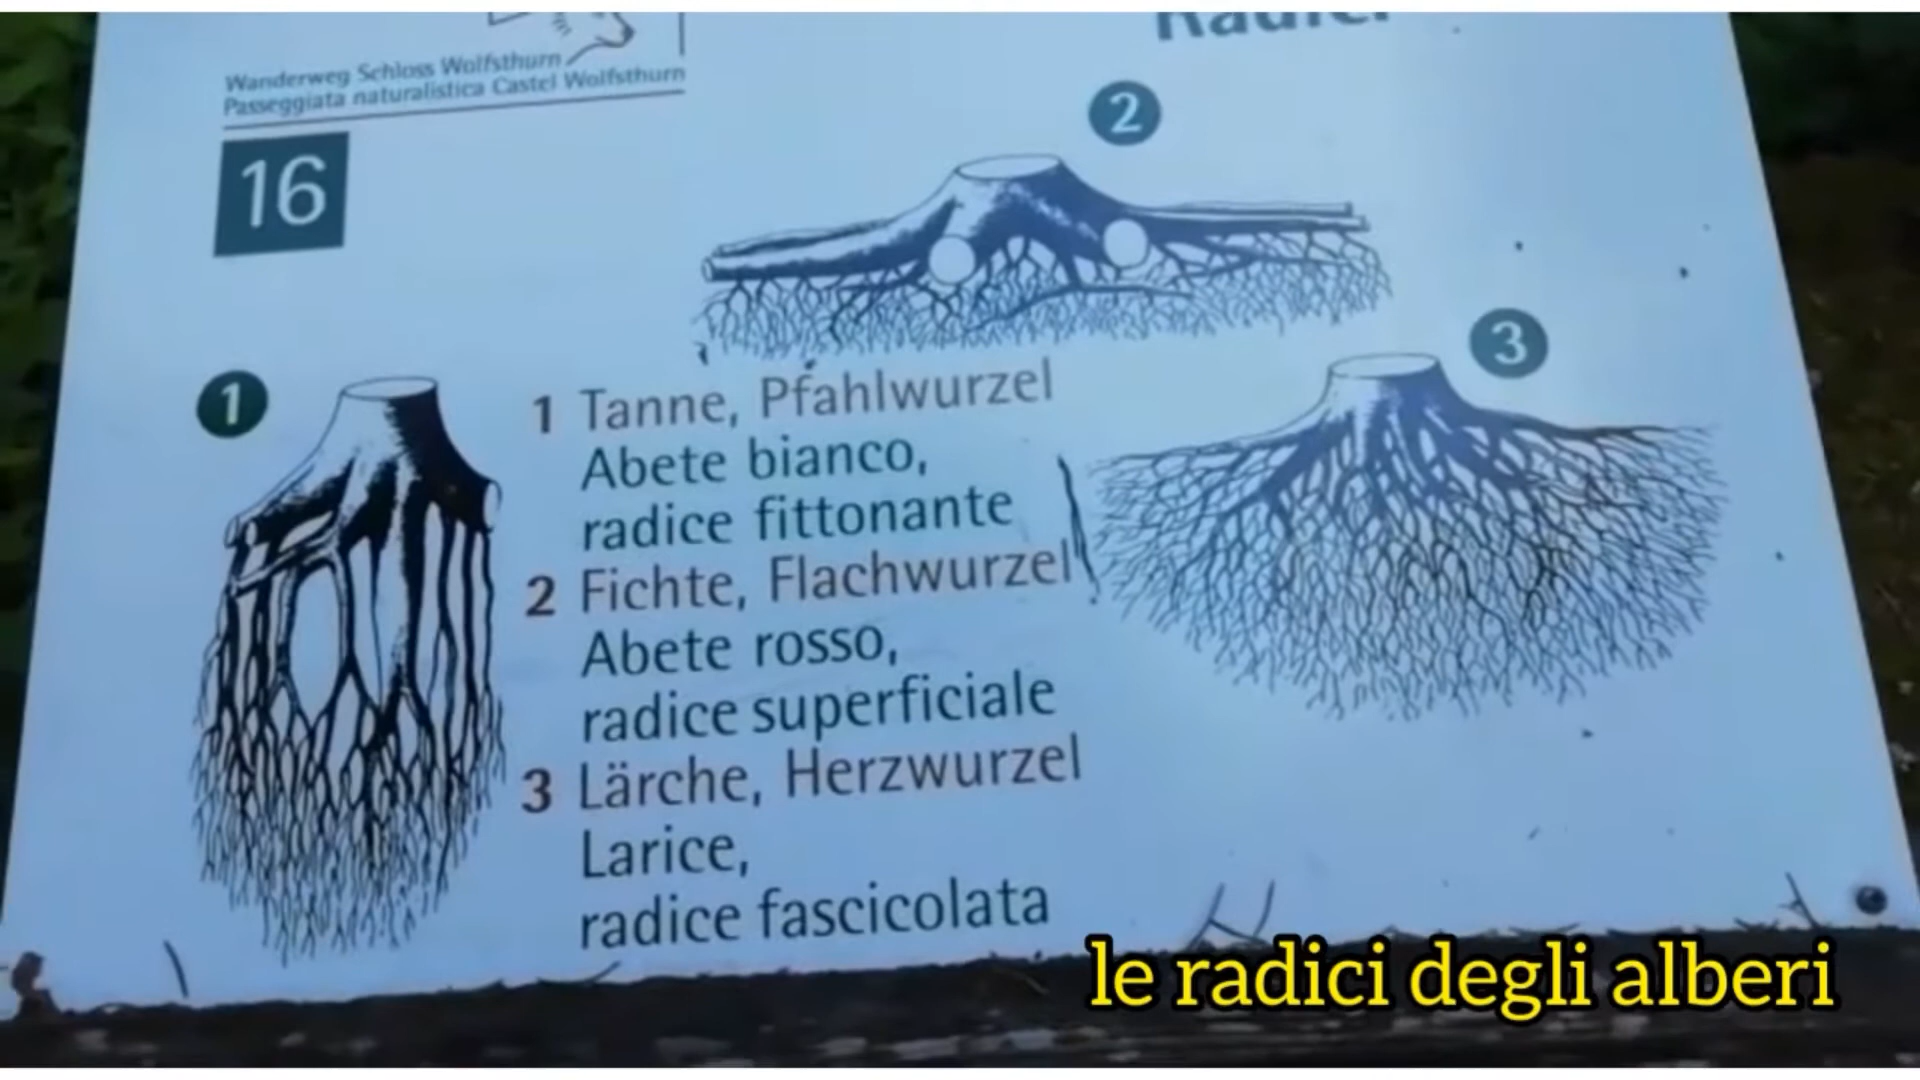 Wanderweg Schloss Wolfsthurn
Passeggiata naturalistica Castel Wolfsthurn
Radici
16
2
3
1
1 Tanne, Pfahlwurzel
Abete bianco,
radice fittonante
2 Fichte, Flachwurzel
Abete rosso,
radice superficiale
3 Lärche, Herzwurzel
Larice,
radice fascicolata
le radici degli alberi